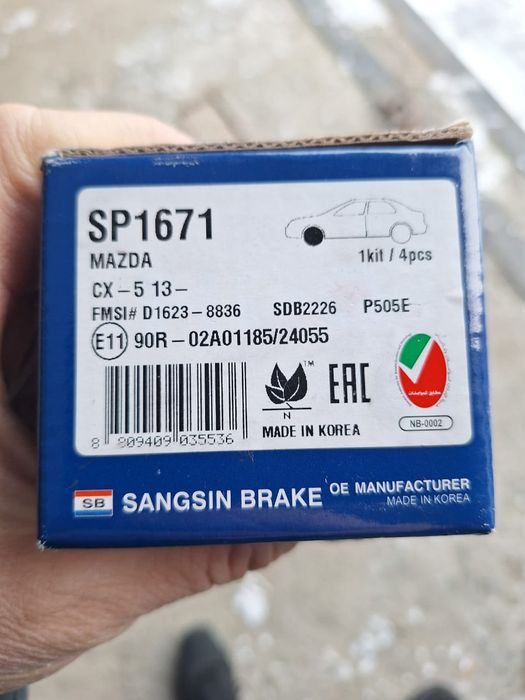 SP1671
MAZDA
1kit / 4pcs
CX - 5 13 -
FMSI# D1623 - 8836 SDB2226 P505E
E11 90R - 02A01185/24055
TM
N
EAC
8 809409 035536
MADE IN KOREA
NB-0002
SB SANGSIN BRAKE OE MANUFACTURER
MADE IN KOREA